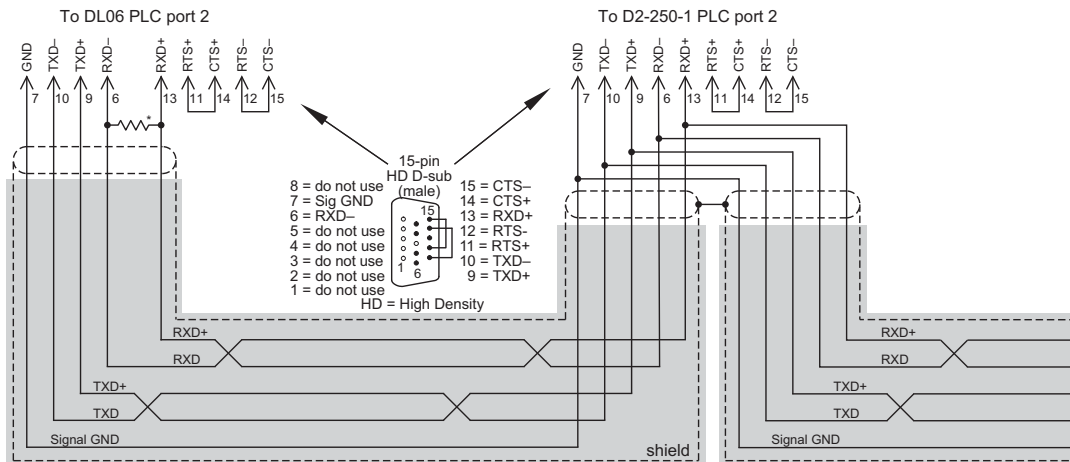 To DL06 PLC port 2
GND TXD– TXD+ RXD– RXD+ RTS+ CTS+ RTS– CTS–
7 10 9 6 13 11 14 12 15
*
To D2-250-1 PLC port 2
GND TXD– TXD+ RXD– RXD+ RTS+ CTS+ RTS– CTS–
7 10 9 6 13 11 14 12 15
15-pin
HD D-sub
(male)
8 = do not use
7 = Sig GND
6 = RXD–
5 = do not use
4 = do not use
3 = do not use
2 = do not use
1 = do not use
15
1
6
15 = CTS–
14 = CTS+
13 = RXD+
12 = RTS-
11 = RTS+
10 = TXD–
9 = TXD+
HD = High Density
RXD+
RXD
TXD+
TXD
Signal GND
shield
RXD+
RXD
TXD+
TXD
Signal GND